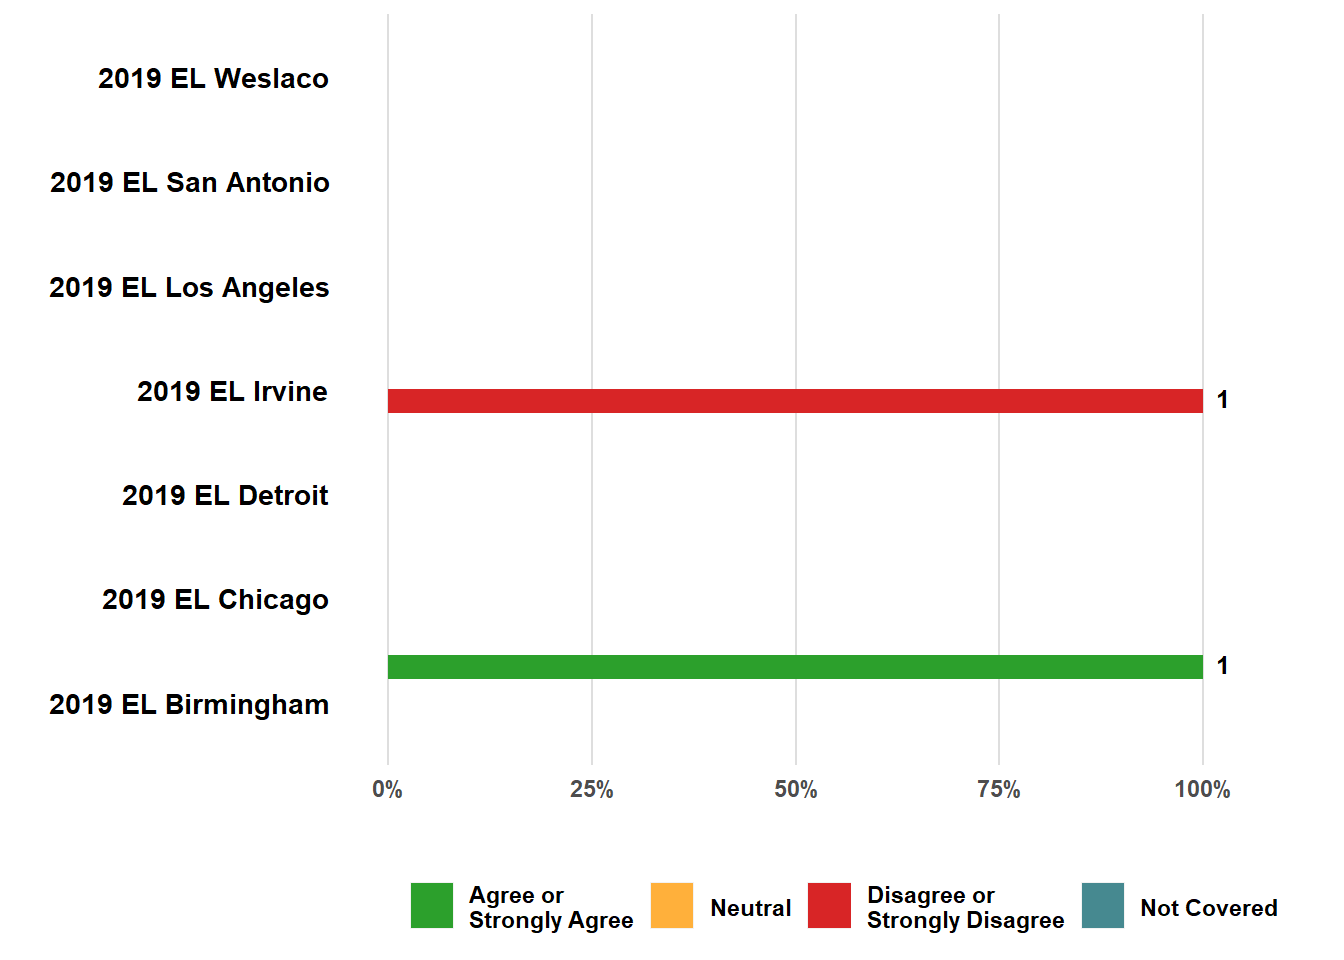 2019 EL Weslaco
2019 EL San Antonio
2019 EL Los Angeles
2019 EL Irvine
1
2019 EL Detroit
2019 EL Chicago
1
2019 EL Birmingham
0%
25%
50%
75%
100%
Agree or
Strongly Agree
Neutral
Disagree or
Strongly Disagree
Not Covered